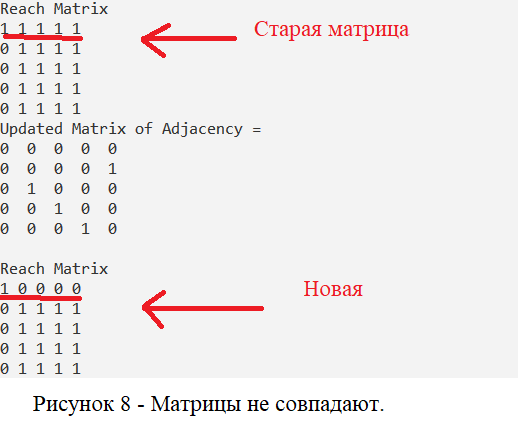 Reach Matrix
1 1 1 1 1
Старая матрица
0 1 1 1 1
0 1 1 1 1
0 1 1 1 1
0 1 1 1 1
Updated Matrix of Adjacency =
0 0 0 0 0
0 0 0 0 1
0 1 0 0 0
0 0 1 0 0
0 0 0 1 0
Reach Matrix
1 0 0 0 0
Новая
0 1 1 1 1
0 1 1 1 1
0 1 1 1 1
0 1 1 1 1
Рисунок 8 - Матрицы не совпадают.